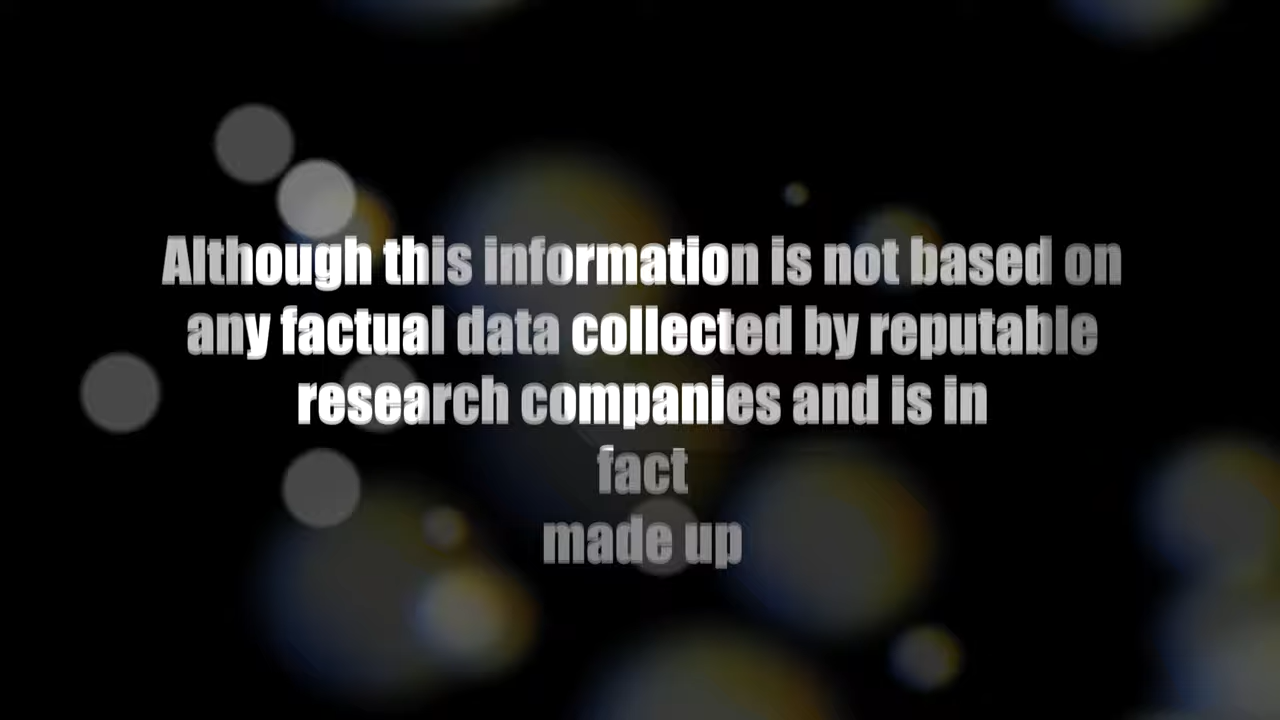 Although this information is not based on
any factual data collected by reputable
research companies and is in
fact
made up